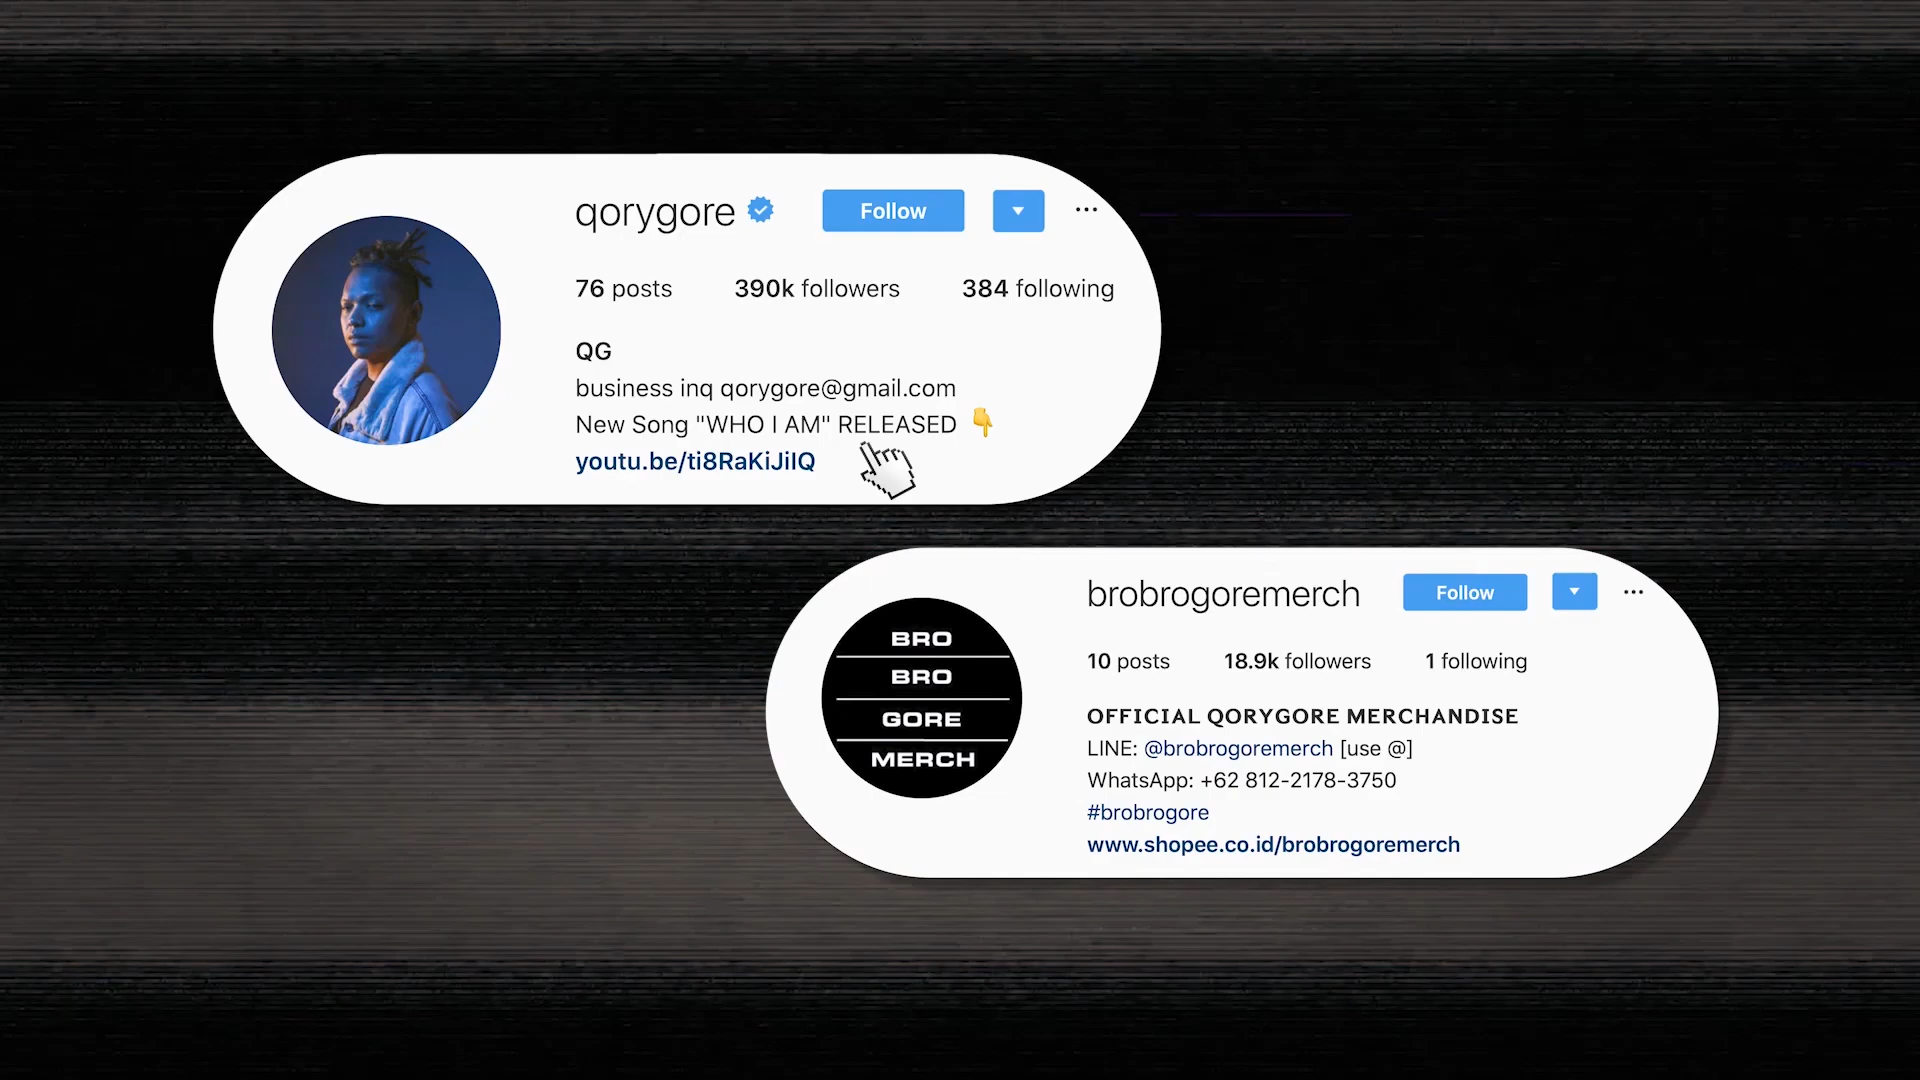 qorygore Follow
76 posts 390k followers 384 following
QG
business inq qorygore@gmail.com
New Song "WHO I AM" RELEASED 👇
youtu.be/ti8RaKiJiIQ
BRO
BRO
GORE
MERCH
brobrogoremerch Follow
10 posts 18.9k followers 1 following
OFFICIAL QORYGORE MERCHANDISE
LINE: @brobrogoremerch [use @]
WhatsApp: +62 812-2178-3750
#brobrogore
www.shopee.co.id/brobrogoremerch